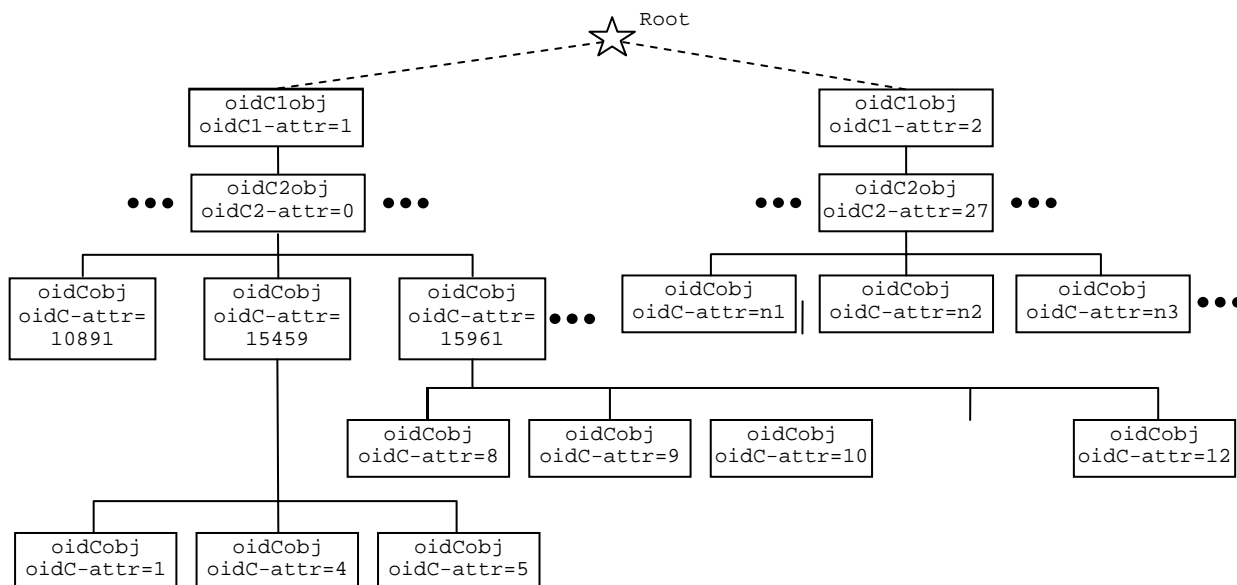 Root
oidC1obj
oidC1-attr=1
oidC1obj
oidC1-attr=2
oidC2obj
oidC2-attr=0
oidC2obj
oidC2-attr=27
oidCobj
oidC-attr=
10891
oidCobj
oidC-attr=
15459
oidCobj
oidC-attr=
15961
oidCobj
oidC-attr=n1
oidCobj
oidC-attr=n2
oidCobj
oidC-attr=n3
oidCobj
oidC-attr=8
oidCobj
oidC-attr=9
oidCobj
oidC-attr=10
oidCobj
oidC-attr=12
oidCobj
oidC-attr=1
oidCobj
oidC-attr=4
oidCobj
oidC-attr=5